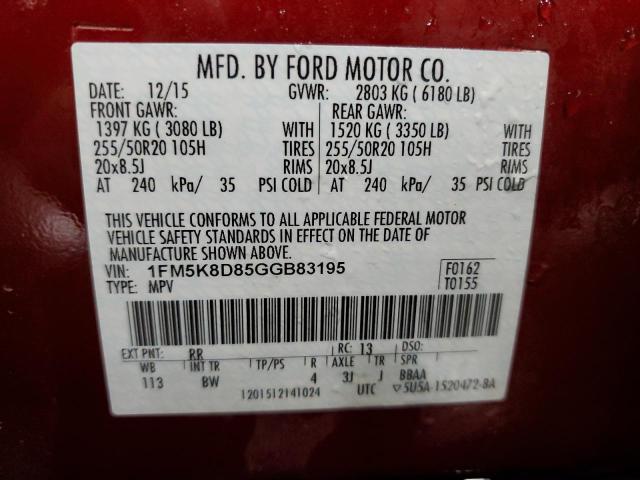 MFD. BY FORD MOTOR CO.
DATE: 12/15 GVWR: 2803 KG ( 6180 LB)
FRONT GAWR: REAR GAWR:
1397 KG ( 3080 LB) WITH 1520 KG ( 3350 LB) WITH
255/50R20 105H TIRES 255/50R20 105H TIRES
20x8.5J RIMS 20x8.5J RIMS
AT 240 kPa/ 35 PSI COLD AT 240 kPa/ 35 PSI COLD
THIS VEHICLE CONFORMS TO ALL APPLICABLE FEDERAL MOTOR
VEHICLE SAFETY STANDARDS IN EFFECT ON THE DATE OF
MANUFACTURE SHOWN ABOVE.
VIN: 1FM5K8D85GGB83195 F0162
TYPE: MPV T0155
EXT PNT: RR RC: 13 DSO:
WB INT TR TP/PS R AXLE TR SPR
113 BW 4 3J J BBAA
1201512141024 UTC ▽5U5A-1520472-BA